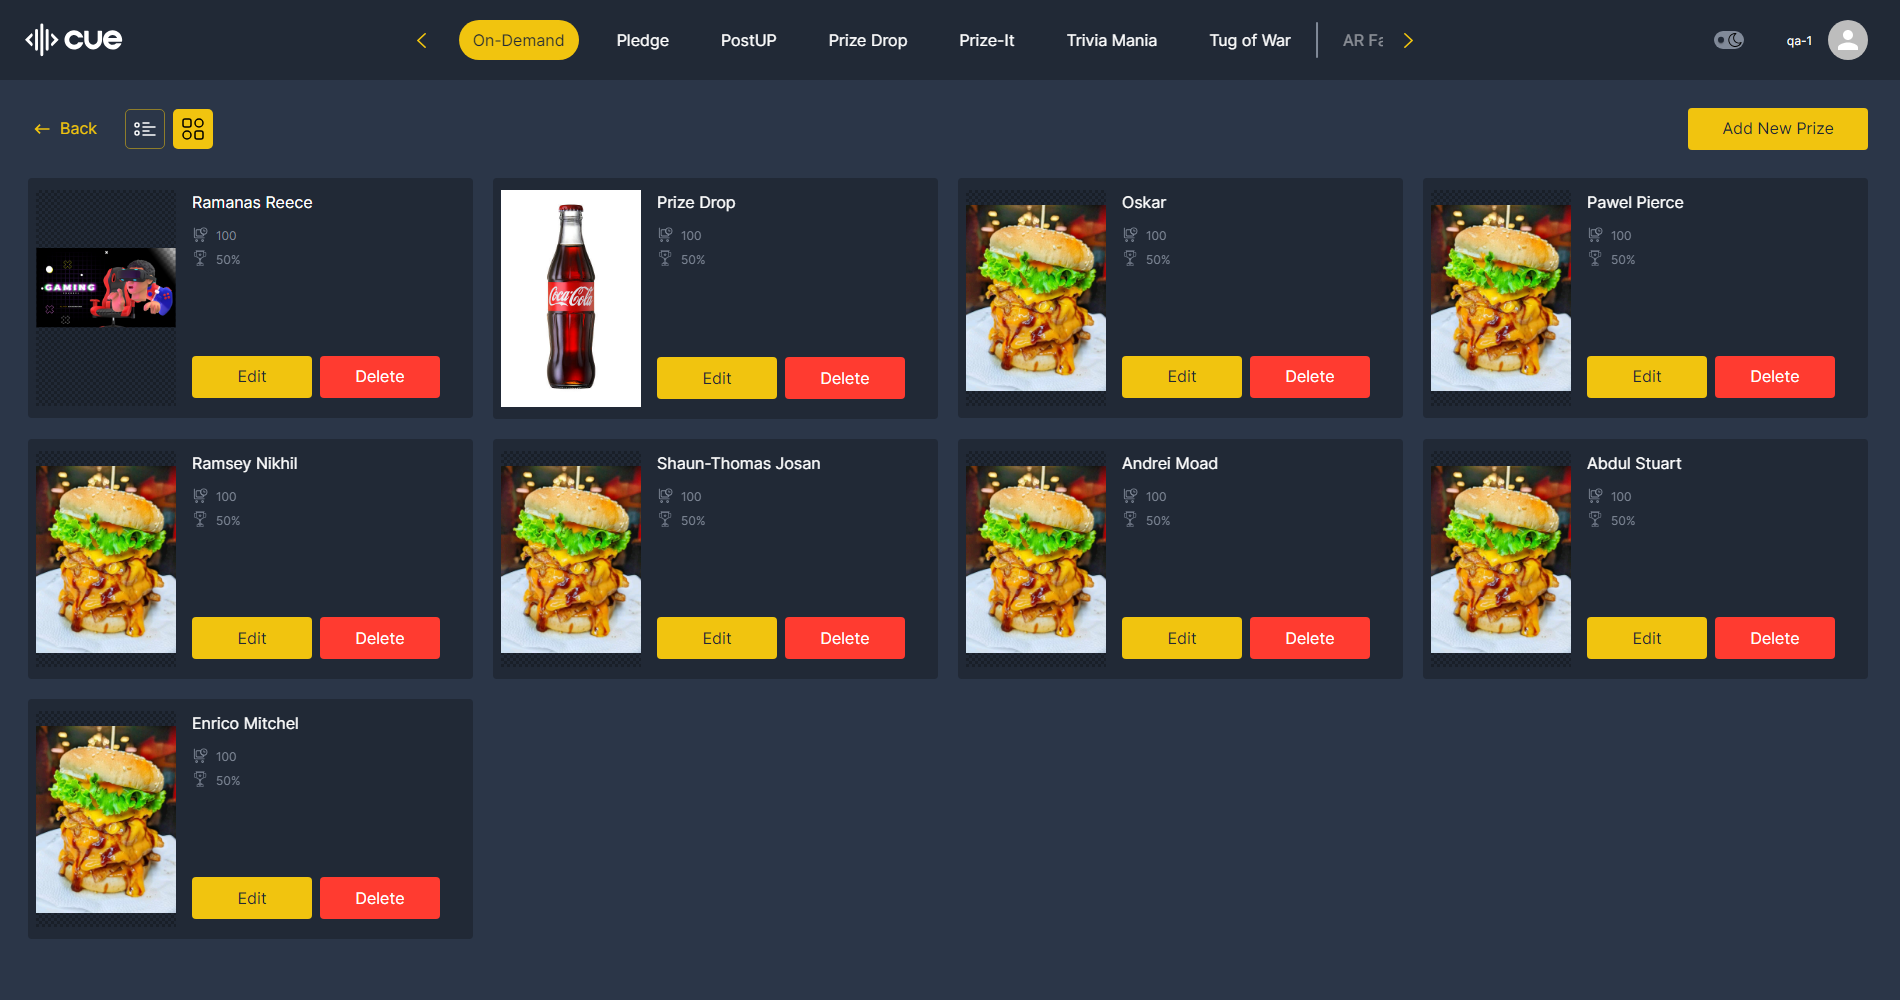 cue
On-Demand
Pledge
PostUP
Prize Drop
Prize-It
Trivia Mania
Tug of War
AR Fa
qa-1
Back
Add New Prize
GAMING
Ramanas Reece
100
50%
Edit
Delete
Coca-Cola
Prize Drop
100
50%
Edit
Delete
Oskar
100
50%
Edit
Delete
Pawel Pierce
100
50%
Edit
Delete
Ramsey Nikhil
100
50%
Edit
Delete
Shaun-Thomas Josan
100
50%
Edit
Delete
Andrei Moad
100
50%
Edit
Delete
Abdul Stuart
100
50%
Edit
Delete
Enrico Mitchel
100
50%
Edit
Delete